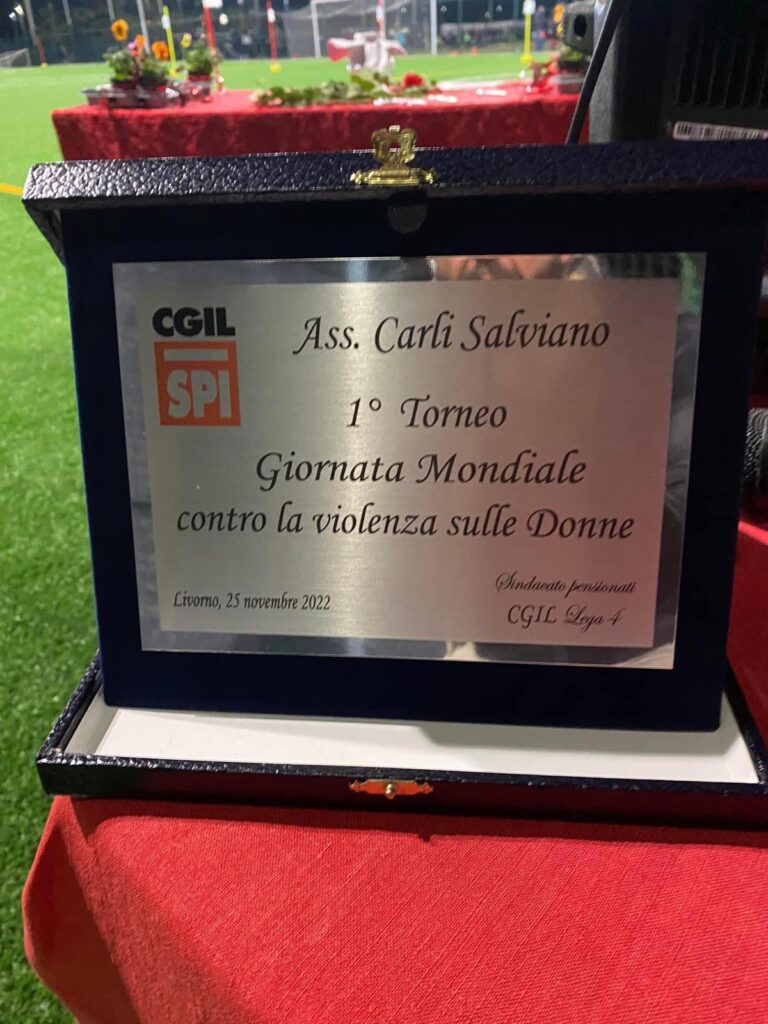 CGIL
SPI
Ass. Carli Salviano
1° Torneo
Giornata Mondiale
contro la violenza sulle Donne
Livorno, 25 novembre 2022
Sindacato pensionati
CGIL Lega 4